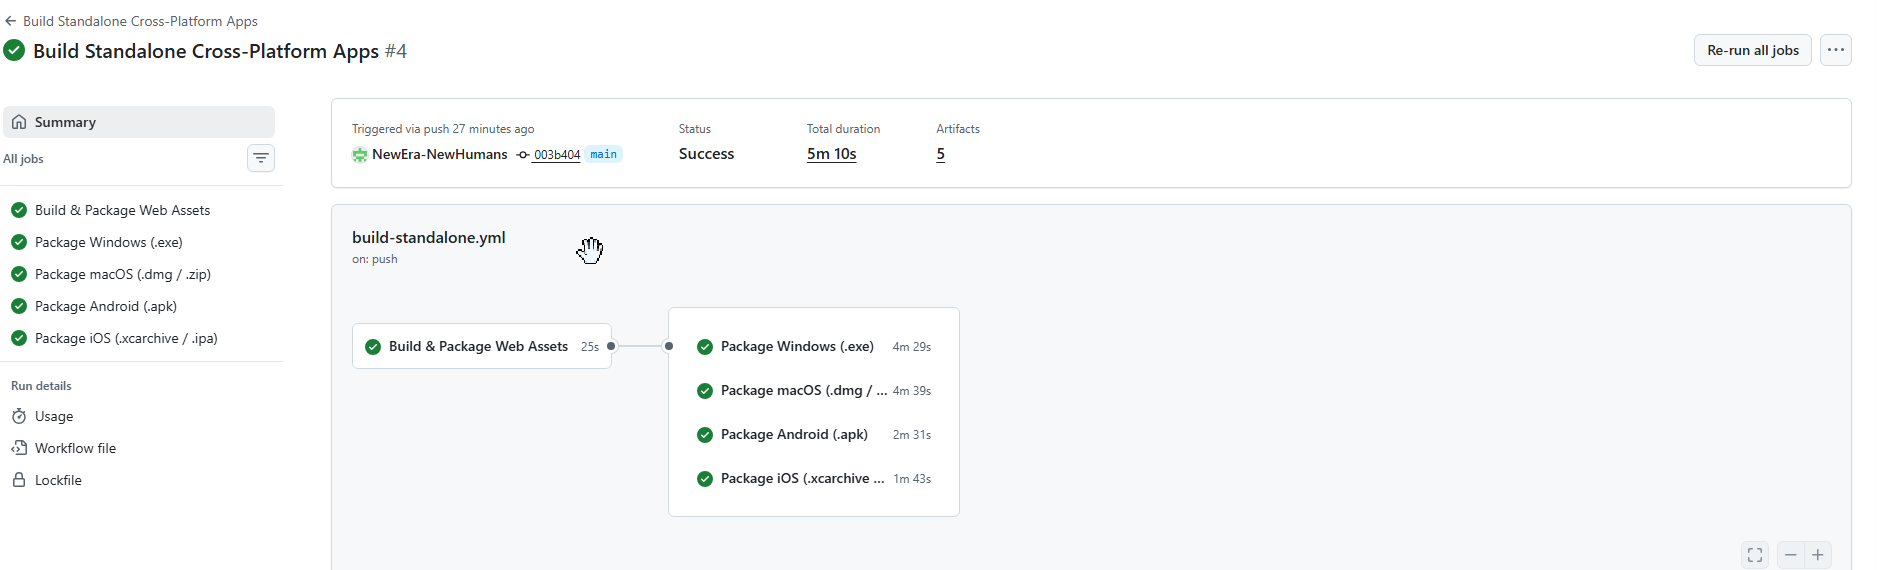 Build Standalone Cross-Platform Apps
Build Standalone Cross-Platform Apps #4
Re-run all jobs
Summary
All jobs
Build & Package Web Assets
Package Windows (.exe)
Package macOS (.dmg / .zip)
Package Android (.apk)
Package iOS (.xcarchive / .ipa)
Run details
Usage
Workflow file
Lockfile
Triggered via push 27 minutes ago
NewEra-NewHumans 003b404 main
Status
Success
Total duration
5m 10s
Artifacts
5
build-standalone.yml
on: push
Build & Package Web Assets 25s
Package Windows (.exe) 4m 29s
Package macOS (.dmg / ... 4m 39s
Package Android (.apk) 2m 31s
Package iOS (.xcarchive ... 1m 43s